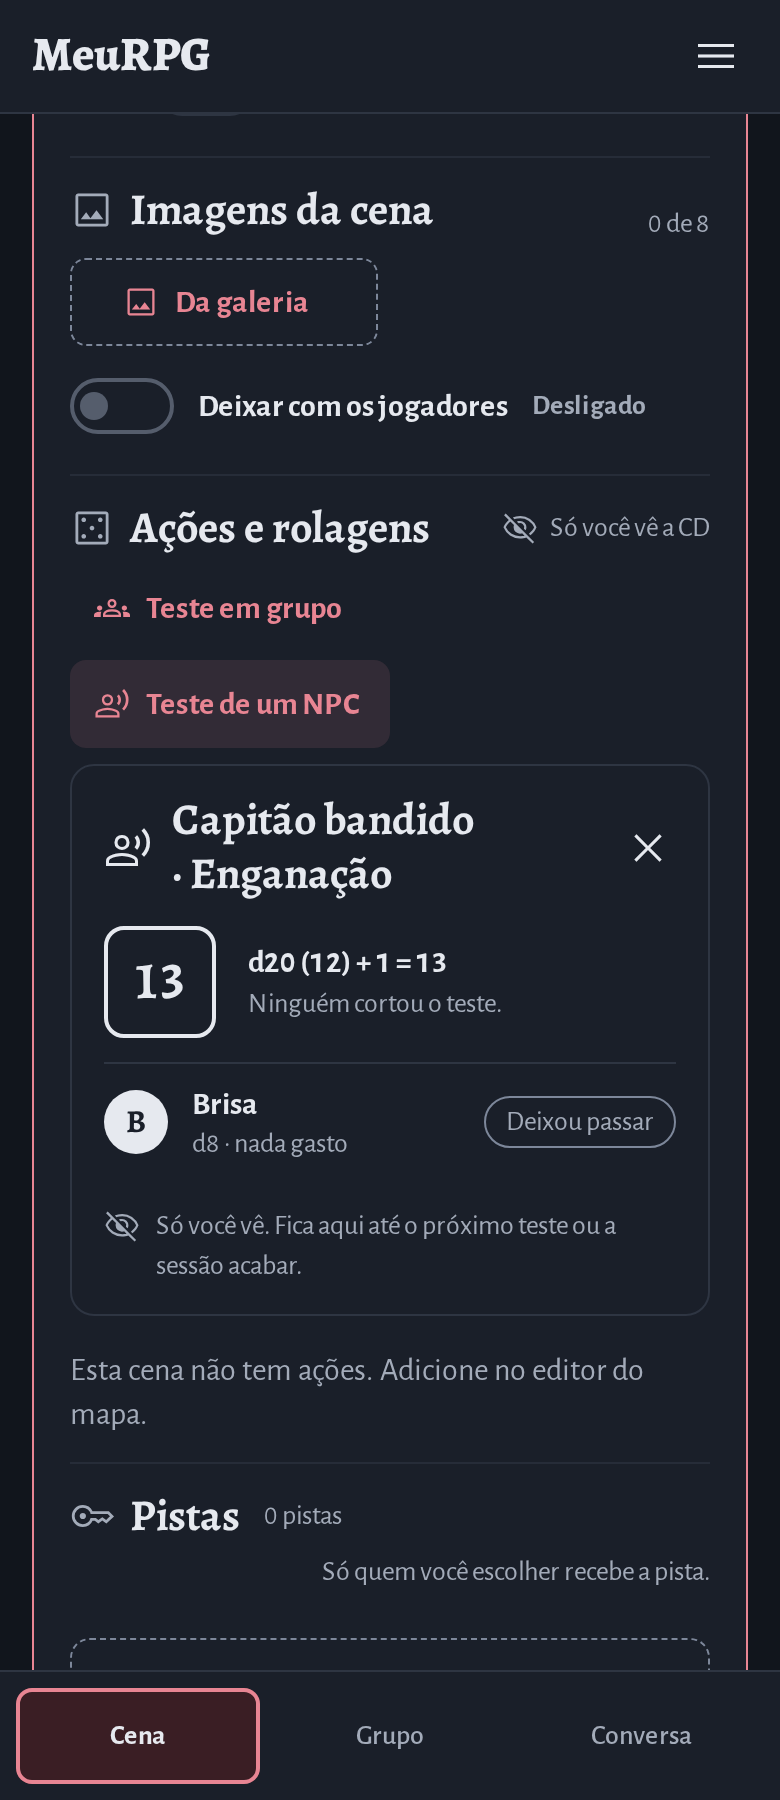 MeuRPG
Imagens da cena
0 de 8
Da galeria
Deixar com os jogadores
Desligado
Ações e rolagens
Só você vê a CD
Teste em grupo
Teste de um NPC
Capitão bandido
· Enganação
13
d20 (12) + 1 = 13
Ninguém cortou o teste.
B
Brisa
d8 · nada gasto
Deixou passar
Só você vê. Fica aqui até o próximo teste ou a
sessão acabar.
Esta cena não tem ações. Adicione no editor do
mapa.
Pistas
0 pistas
Só quem você escolher recebe a pista.
Cena
Grupo
Conversa